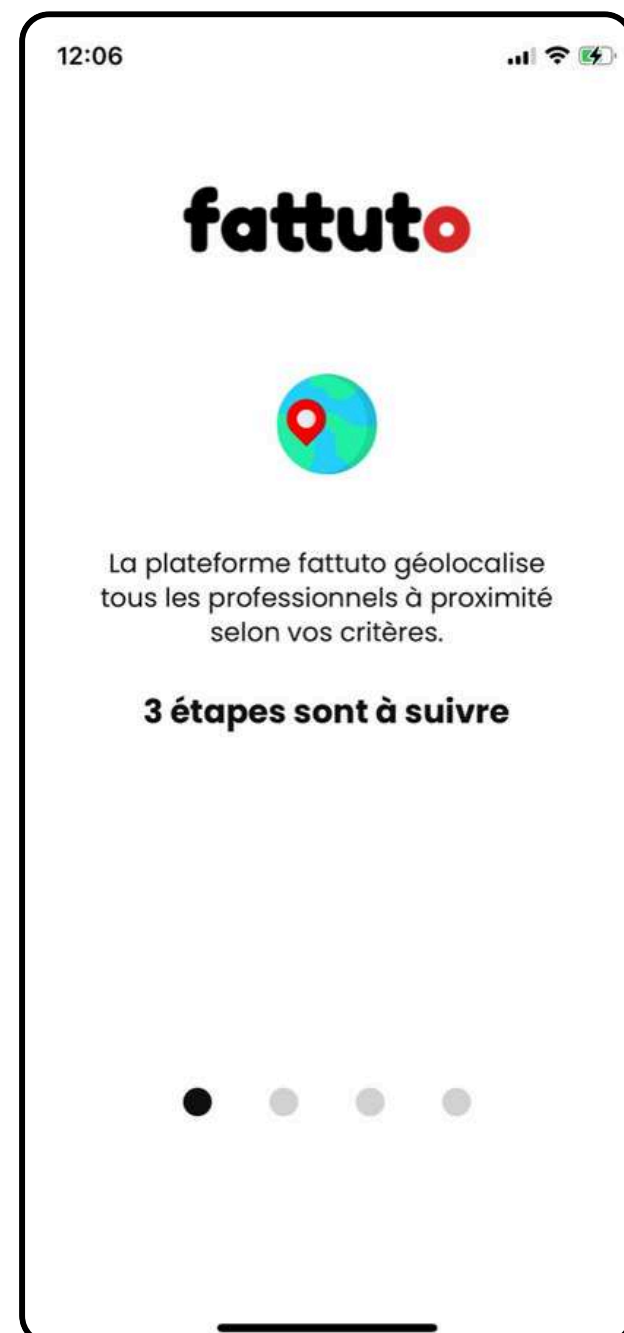 12:06
fattuto
La plateforme fattuto géolocalise
tous les professionnels à proximité
selon vos critères.
3 étapes sont à suivre